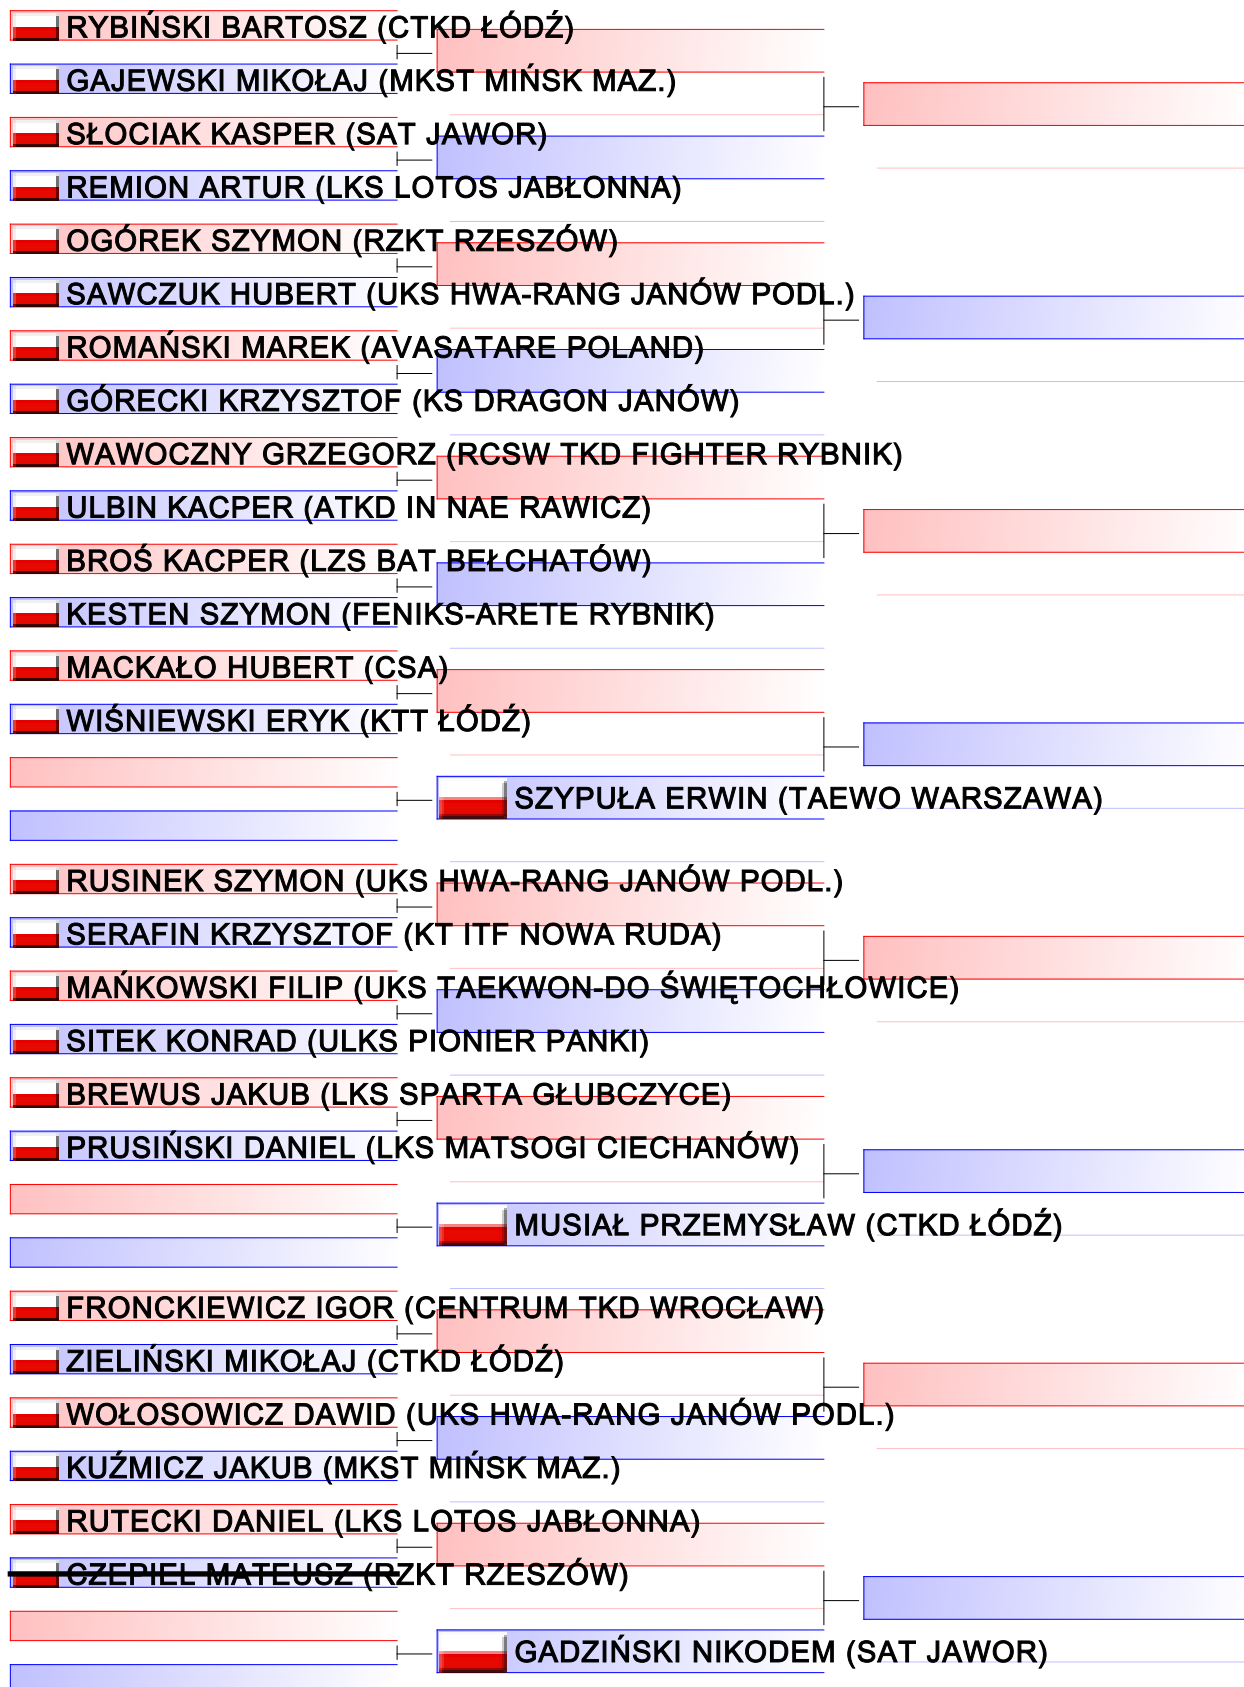 RYBIŃSKI BARTOSZ (CTKD ŁÓDŹ)
GAJEWSKI MIKOŁAJ (MKST MIŃSK MAZ.)
SŁOCIAK KASPER (SAT JAWOR)
REMION ARTUR (LKS LOTOS JABŁONNA)
OGÓREK SZYMON (RZKT RZESZÓW)
SAWCZUK HUBERT (UKS HWA-RANG JANÓW PODL.)
ROMAŃSKI MAREK (AVASATARE POLAND)
GÓRECKI KRZYSZTOF (KS DRAGON JANÓW)
WAWOCZNY GRZEGORZ (RCSW TKD FIGHTER RYBNIK)
ULBIN KACPER (ATKD IN NAE RAWICZ)
BROŚ KACPER (LZS BAT BEŁCHATÓW)
KESTEN SZYMON (FENIKS-ARETE RYBNIK)
MACKAŁO HUBERT (CSA)
WIŚNIEWSKI ERYK (KTT ŁÓDŹ)
SZYPUŁA ERWIN (TAEWO WARSZAWA)
RUSINEK SZYMON (UKS HWA-RANG JANÓW PODL.)
SERAFIN KRZYSZTOF (KT ITF NOWA RUDA)
MAŃKOWSKI FILIP (UKS TAEKWON-DO ŚWIĘTOCHŁOWICE)
SITEK KONRAD (ULKS PIONIER PANKI)
BREWUS JAKUB (LKS SPARTA GŁUBCZYCE)
PRUSIŃSKI DANIEL (LKS MATSOGI CIECHANÓW)
MUSIAŁ PRZEMYSŁAW (CTKD ŁÓDŹ)
FRONCKIEWICZ IGOR (CENTRUM TKD WROCŁAW)
ZIELIŃSKI MIKOŁAJ (CTKD ŁÓDŹ)
WOŁOSOWICZ DAWID (UKS HWA-RANG JANÓW PODL.)
KUŹMICZ JAKUB (MKST MIŃSK MAZ.)
RUTECKI DANIEL (LKS LOTOS JABŁONNA)
CZEPIEL MATEUSZ (RZKT RZESZÓW)
GADZIŃSKI NIKODEM (SAT JAWOR)